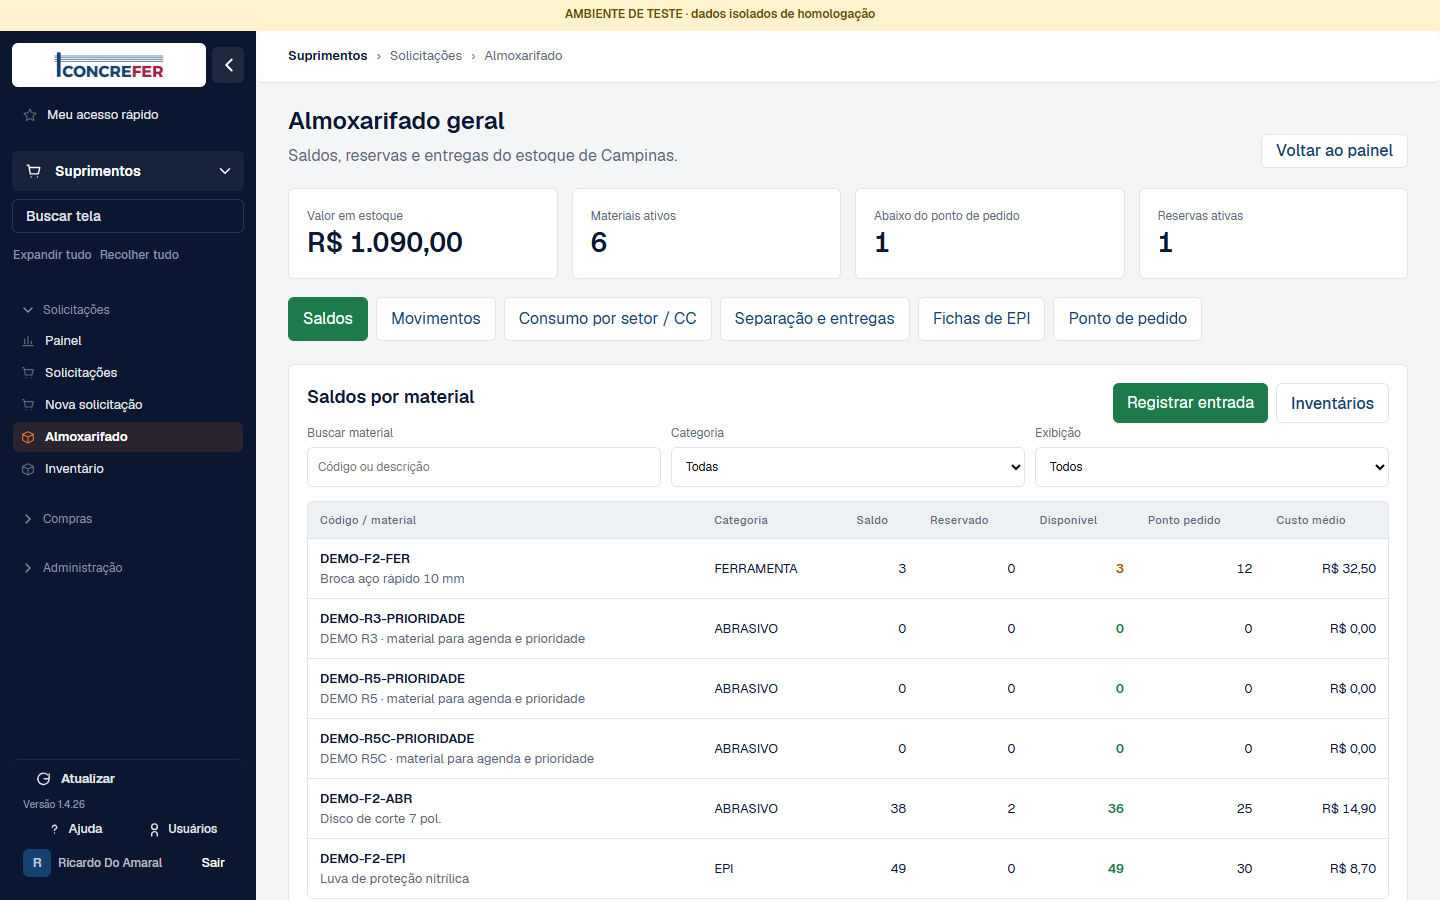 AMBIENTE DE TESTE · dados isolados de homologação
CONCREFER
Meu acesso rápido
Suprimentos
Buscar tela
Expandir tudo Recolher tudo
Solicitações
Painel
Solicitações
Nova solicitação
Almoxarifado
Inventário
Compras
Administração
Atualizar
Versão 1.4.26
? Ajuda Usuários
R Ricardo Do Amaral Sair
Suprimentos › Solicitações › Almoxarifado
Almoxarifado geral
Saldos, reservas e entregas do estoque de Campinas.
Voltar ao painel
Valor em estoque
R$ 1.090,00
Materiais ativos
6
Abaixo do ponto de pedido
1
Reservas ativas
1
Saldos Movimentos Consumo por setor / CC Separação e entregas Fichas de EPI Ponto de pedido
Saldos por material
Registrar entrada Inventários
Buscar material Categoria Exibição
Código ou descrição Todas Todos
Código / material Categoria Saldo Reservado Disponível Ponto pedido Custo médio
DEMO-F2-FER
Broca aço rápido 10 mm
FERRAMENTA 3 0 3 12 R$ 32,50
DEMO-R3-PRIORIDADE
DEMO R3 · material para agenda e prioridade
ABRASIVO 0 0 0 0 R$ 0,00
DEMO-R5-PRIORIDADE
DEMO R5 · material para agenda e prioridade
ABRASIVO 0 0 0 0 R$ 0,00
DEMO-R5C-PRIORIDADE
DEMO R5C · material para agenda e prioridade
ABRASIVO 0 0 0 0 R$ 0,00
DEMO-F2-ABR
Disco de corte 7 pol.
ABRASIVO 38 2 36 25 R$ 14,90
DEMO-F2-EPI
Luva de proteção nitrílica
EPI 49 0 49 30 R$ 8,70